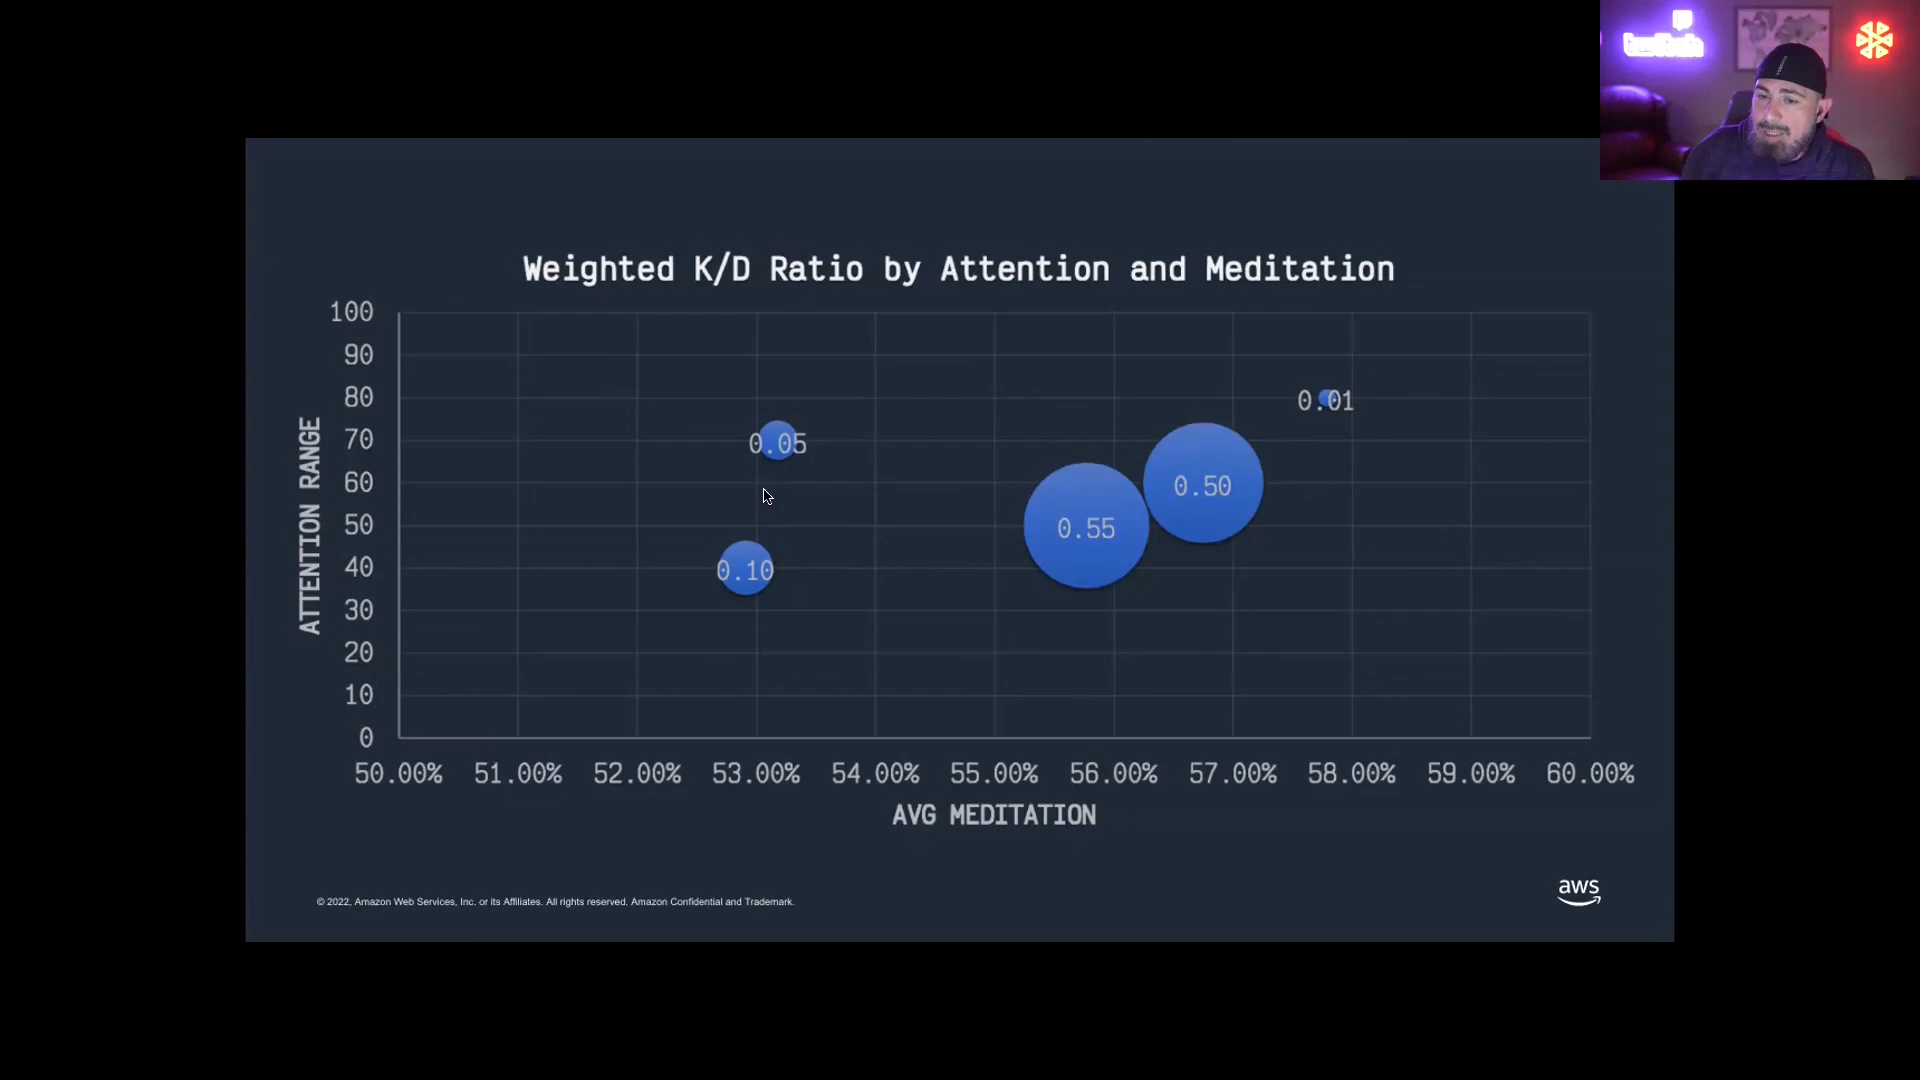 Weighted K/D Ratio by Attention and Meditation
ATTENTION RANGE
100
90
80
70
60
50
40
30
20
10
0
0.01
0.05
0.50
0.55
0.10
50.00% 51.00% 52.00% 53.00% 54.00% 55.00% 56.00% 57.00% 58.00% 59.00% 60.00%
AVG MEDITATION
© 2022, Amazon Web Services, Inc. or its Affiliates. All rights reserved. Amazon Confidential and Trademark.
aws